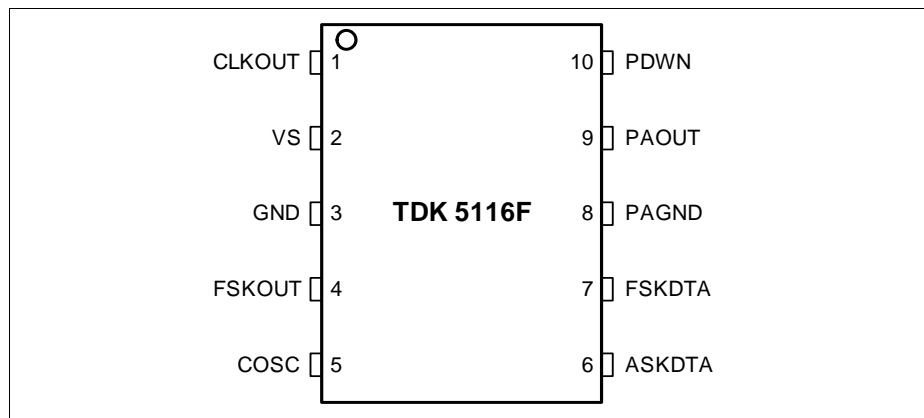 CLKOUT 1 10 PDWN
VS 2 9 PAOUT
GND 3 TDK 5116F 8 PAGND
FSKOUT 4 7 FSKDTA
COSC 5 6 ASKDTA